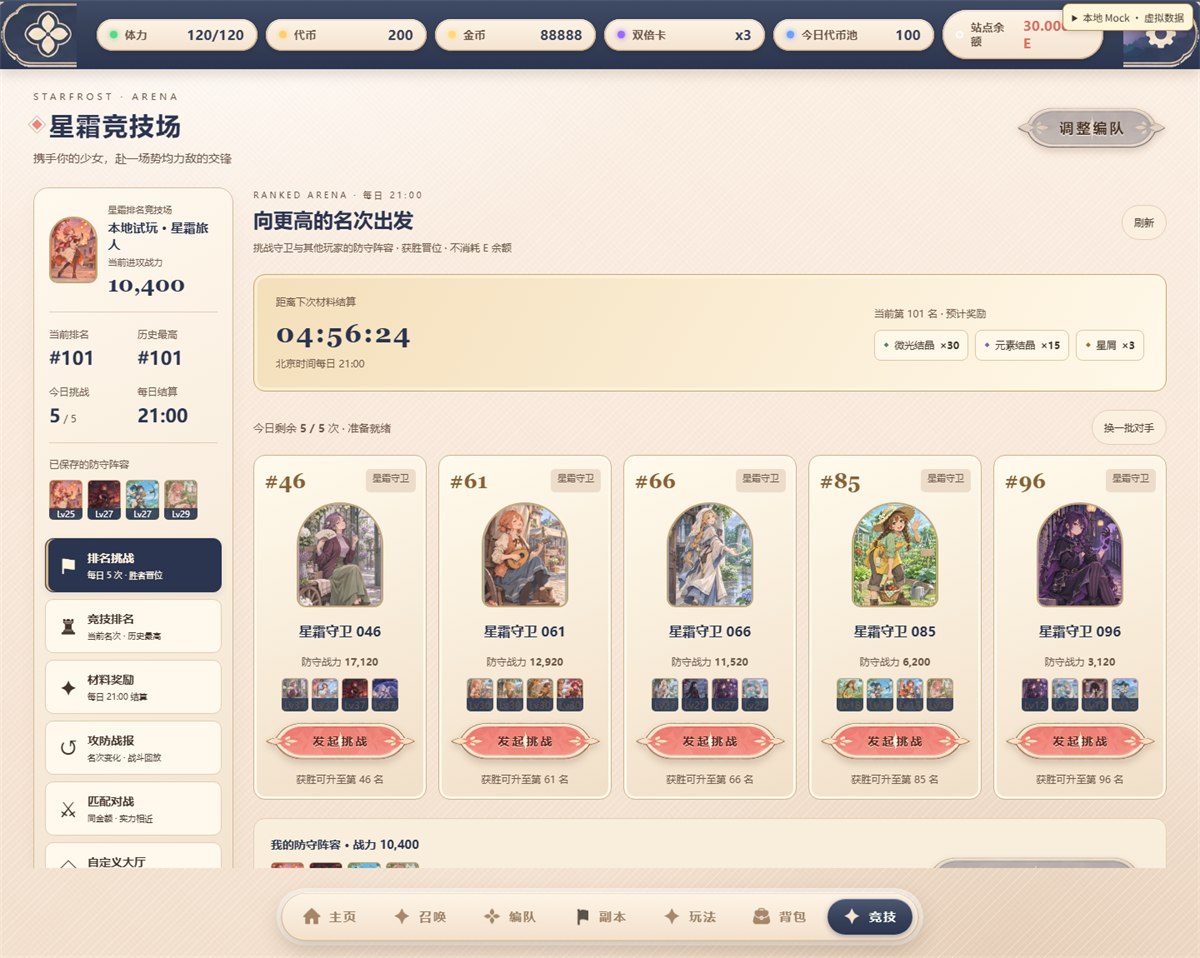 体力 120/120
代币 200
金币 88888
双倍卡 x3
今日代币池 100
站点余额 30.00
E
▶ 本地 Mock · 虚拟数据
STARFROST · ARENA
星霜竞技场
携手你的少女，赴一场势均力敌的交锋
调整编队
星霜排名竞技场
本地试玩·星霜旅人
当前进攻战力
10,400
当前排名
#101
历史最高
#101
今日挑战
5 / 5
每日结算
21:00
已保存的防守阵容
Lv25 Lv27 Lv27 Lv29
排名挑战
每日 5 次 · 胜者晋位
竞技排名
当前名次 · 历史最高
材料奖励
每日 21:00 结算
攻防战报
名次变化 · 战斗回放
匹配对战
同金额 · 实力相近
自定义大厅
RANKED ARENA · 每日 21:00
向更高的名次出发
挑战守卫与其他玩家的防守阵容 · 获胜晋位 · 不消耗 E 余额
刷新
距离下次材料结算
04:56:24
北京时间每日 21:00
当前第 101 名 · 预计奖励
微光结晶 ×30
元素结晶 ×15
星屑 ×3
今日剩余 5 / 5 次 · 准备就绪
换一批对手
#46 星霜守卫
星霜守卫 046
防守战力 17,120
发起挑战
获胜可升至第 46 名
#61 星霜守卫
星霜守卫 061
防守战力 12,920
发起挑战
获胜可升至第 61 名
#66 星霜守卫
星霜守卫 066
防守战力 11,520
发起挑战
获胜可升至第 66 名
#85 星霜守卫
星霜守卫 085
防守战力 6,200
发起挑战
获胜可升至第 85 名
#96 星霜守卫
星霜守卫 096
防守战力 3,120
发起挑战
获胜可升至第 96 名
我的防守阵容 · 战力 10,400
主页
召唤
编队
副本
玩法
背包
竞技